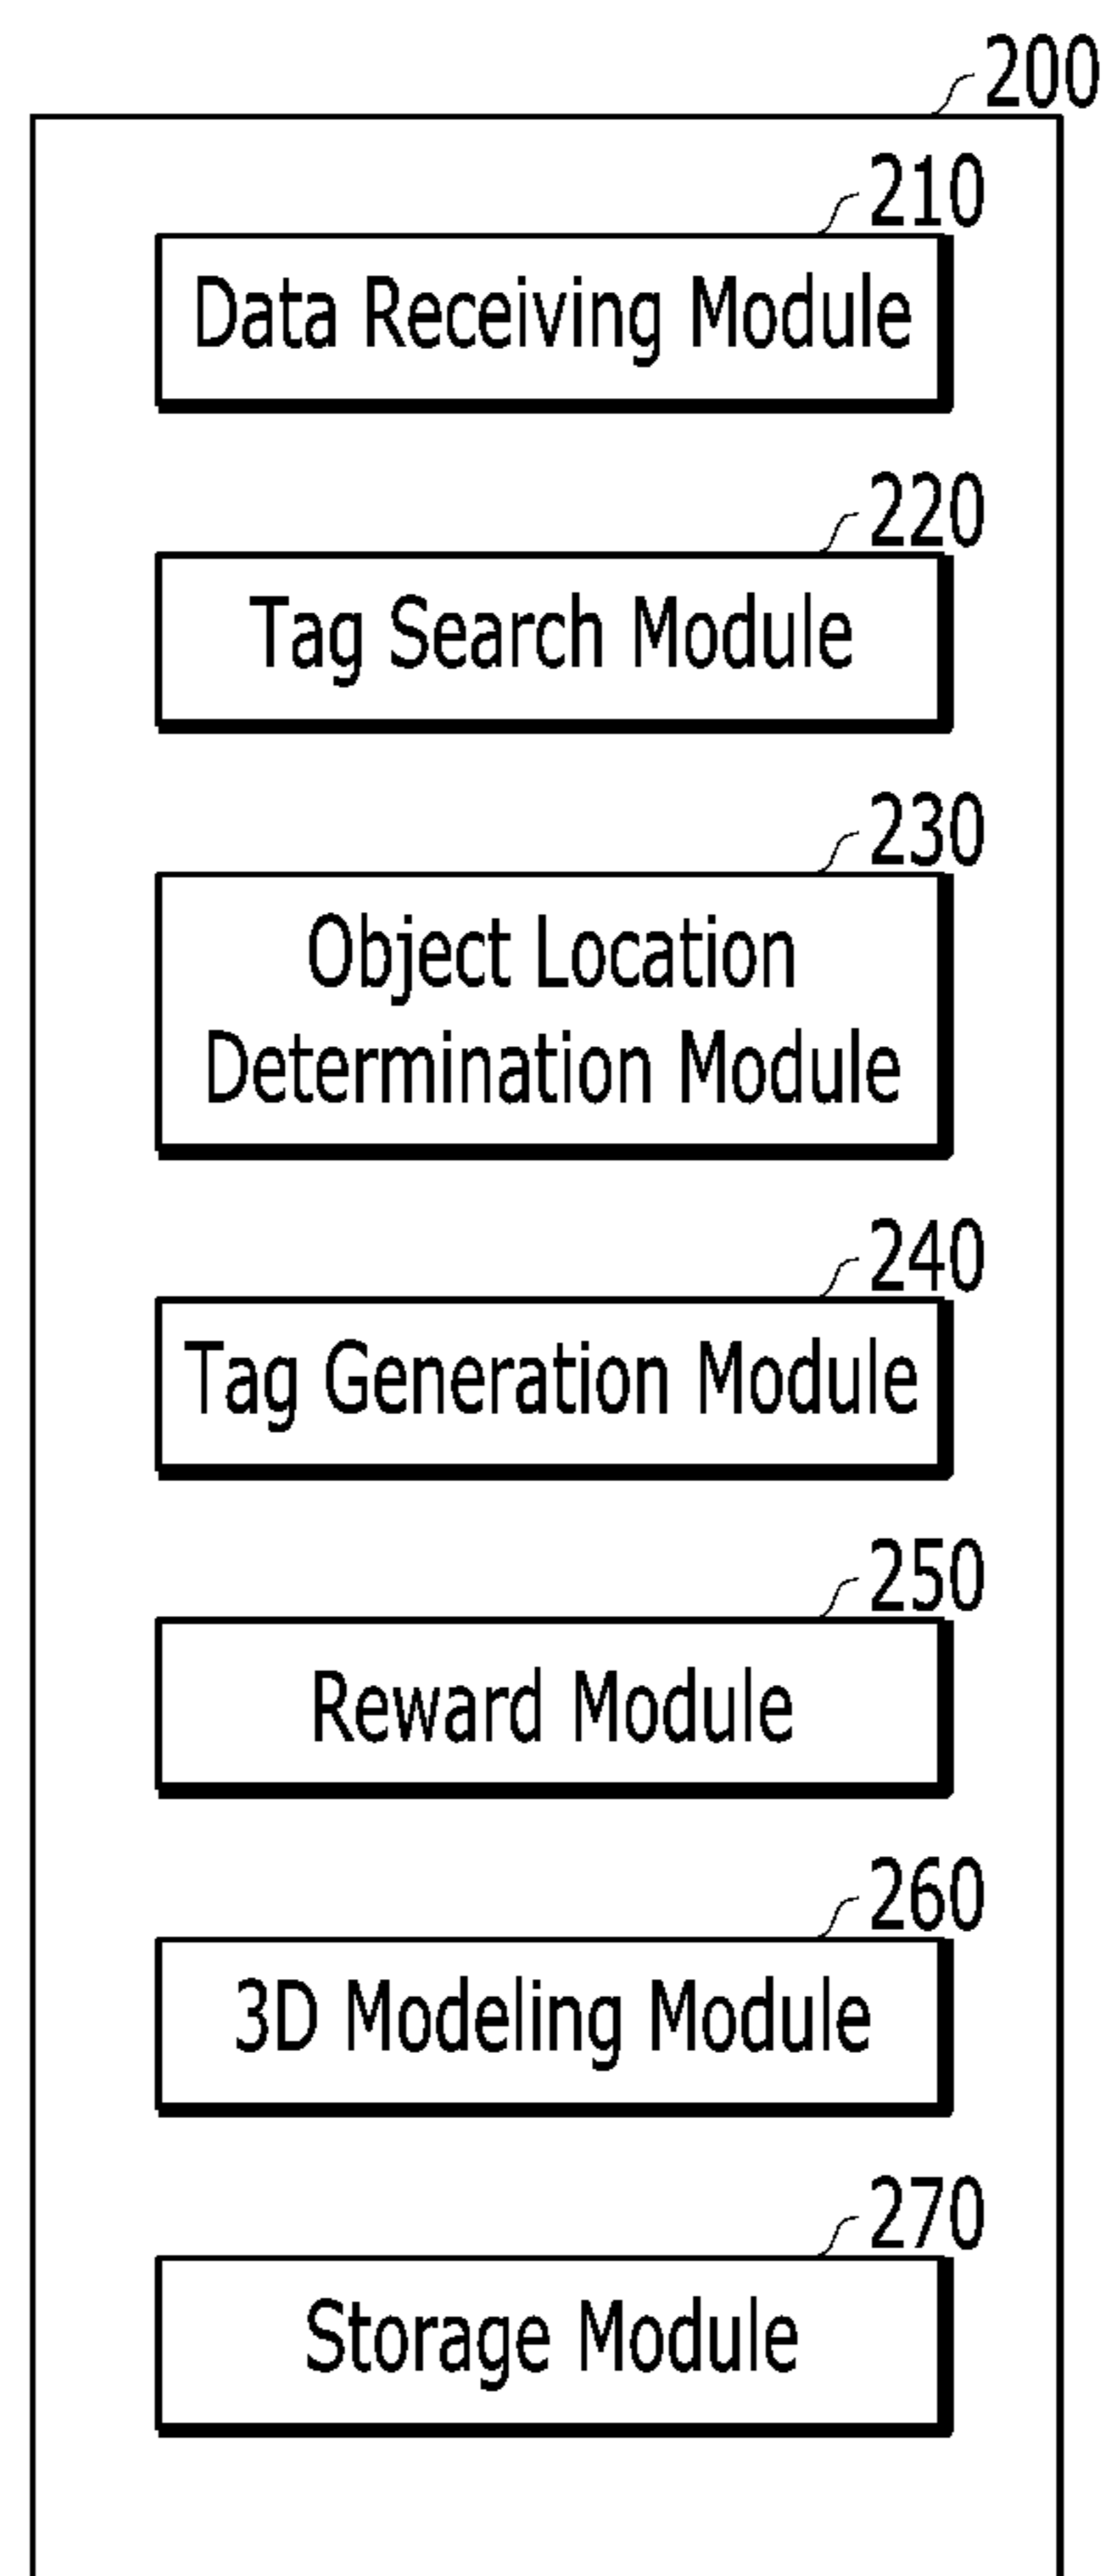 200
210
Data Receiving Module
220
Tag Search Module
230
Object Location
Determination Module
240
Tag Generation Module
250
Reward Module
260
3D Modeling Module
270
Storage Module